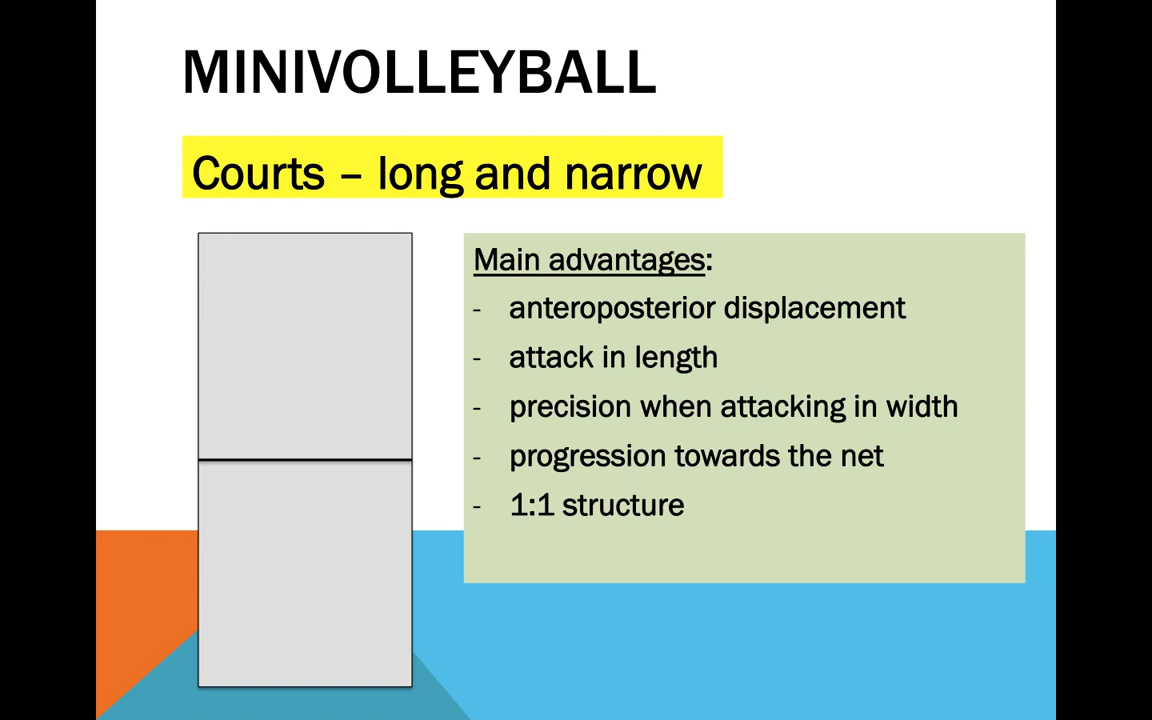 MINIVOLLEYBALL
Courts – long and narrow
Main advantages:
- anteroposterior displacement
- attack in length
- precision when attacking in width
- progression towards the net
- 1:1 structure